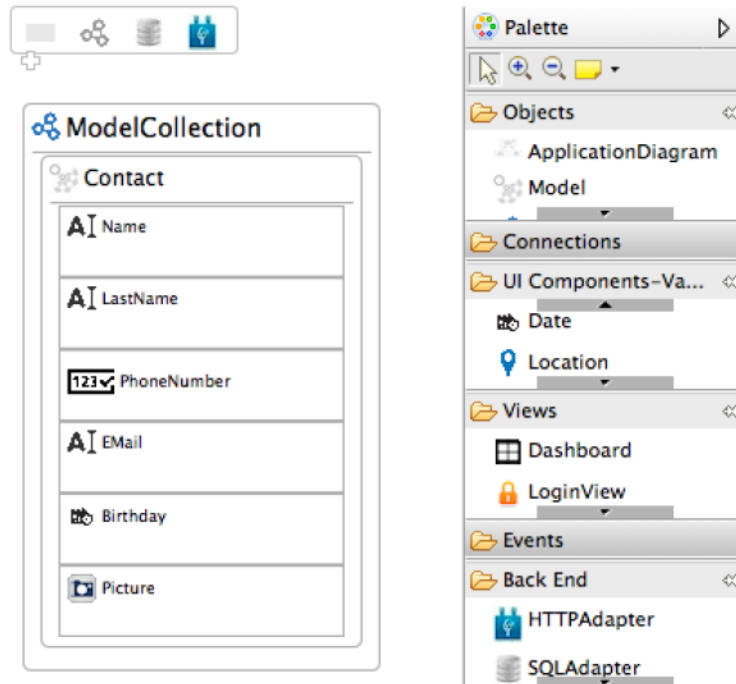 ModelCollection
Contact
Name
LastName
123 PhoneNumber
EMail
Birthday
Picture
Palette
Objects
ApplicationDiagram
Model
Connections
UI Components-Va...
Date
Location
Views
Dashboard
LoginView
Events
Back End
HTTPAdapter
SQLAdapter